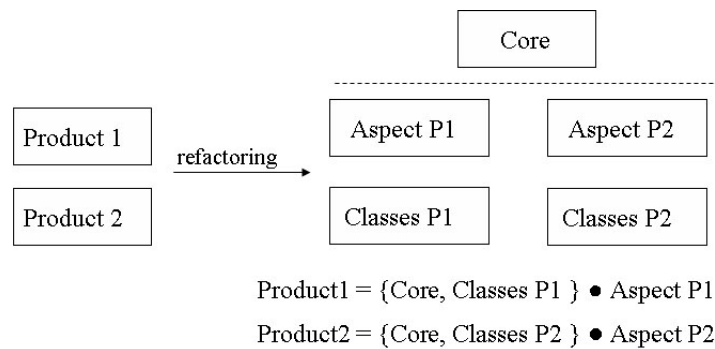 Core
Product 1
Product 2
refactoring
Aspect P1
Aspect P2
Classes P1
Classes P2
Product1 = {Core, Classes P1 } ● Aspect P1
Product2 = {Core, Classes P2 } ● Aspect P2